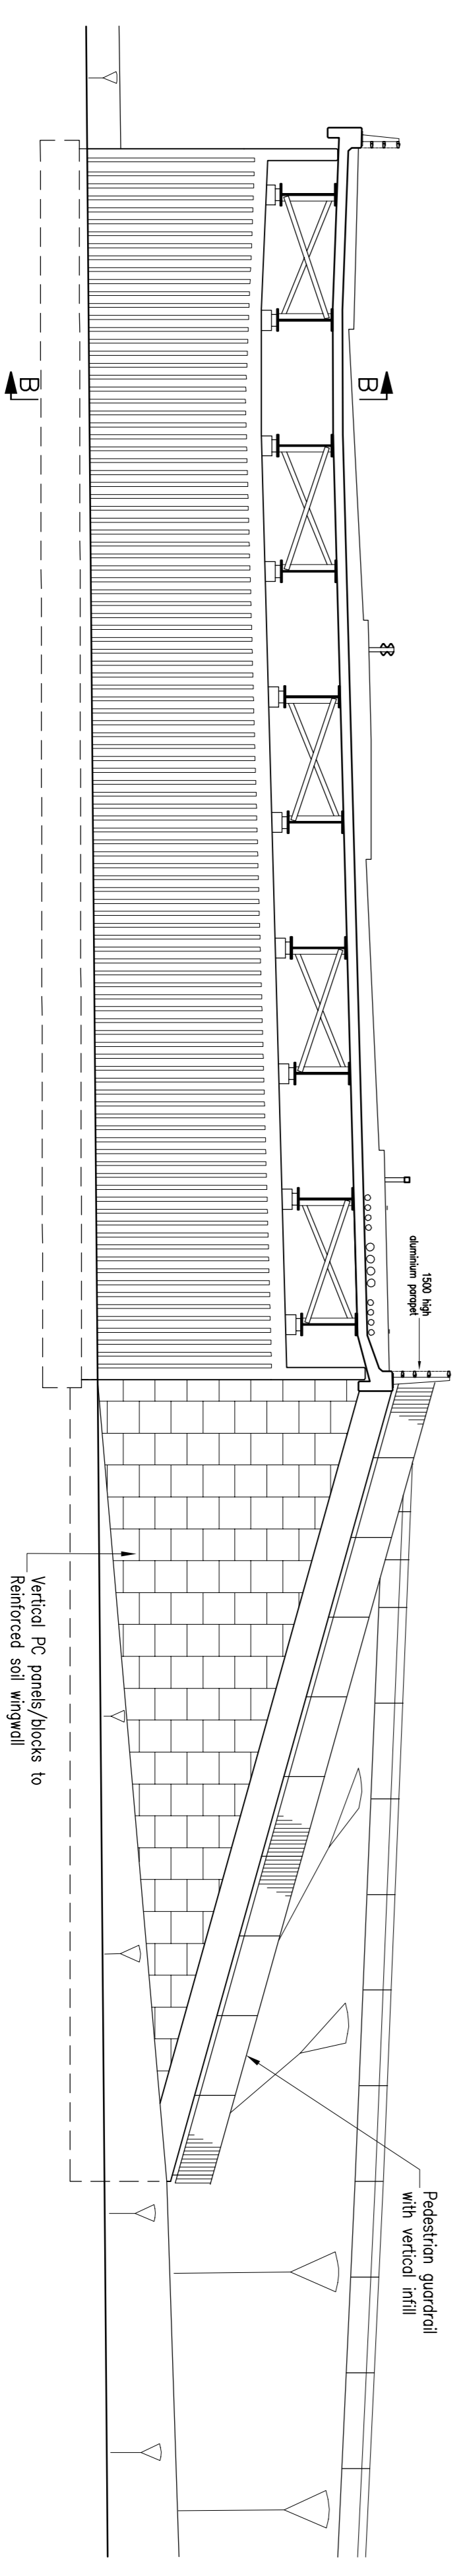 B
B
1500 high
aluminium parapet
Vertical PC panels/blocks to
Reinforced soil wingwall
Pedestrian guardrail
with vertical infill